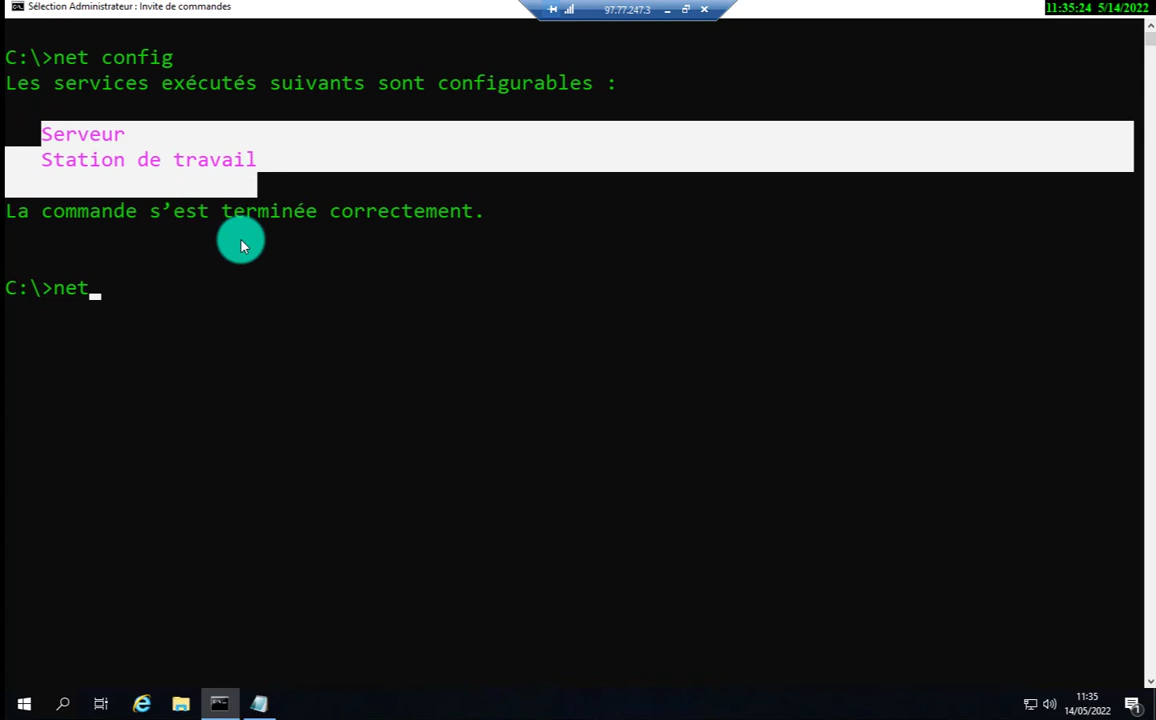 Sélection Administrateur : Invite de commandes
97.77.247.3
11:35:24 5/14/2022
C:\>net config
Les services exécutés suivants sont configurables :
Serveur
Station de travail
La commande s’est terminée correctement.
C:\>net
11:35
14/05/2022
1